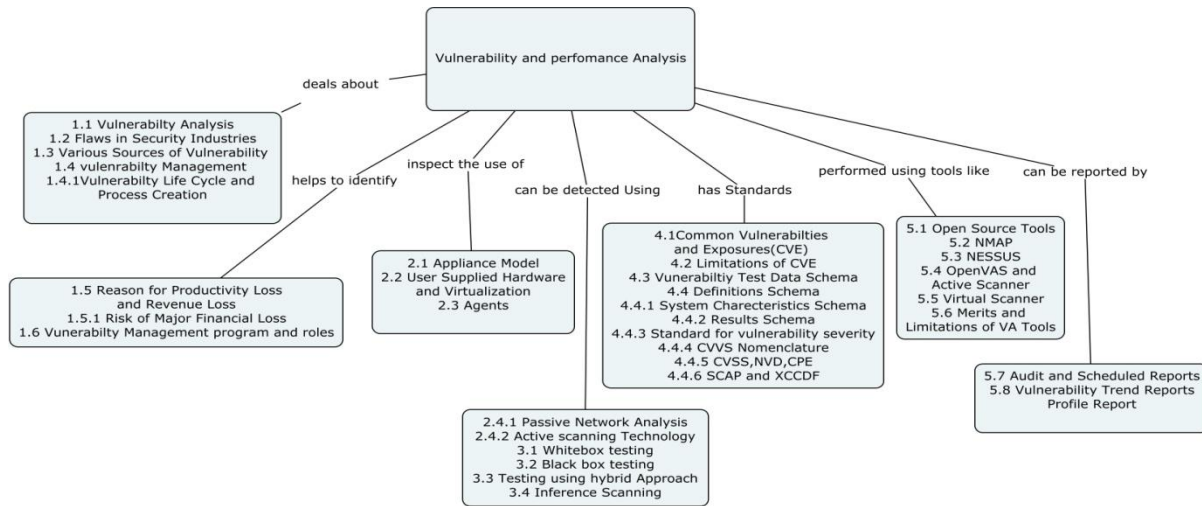 Vulnerability and perfomance Analysis
deals about
1.1 Vulnerabilty Analysis
1.2 Flaws in Security Industries
1.3 Various Sources of Vulnerability
1.4 vulenrabilty Management
1.4.1Vulnerabilty Life Cycle and
Process Creation
helps to identify
1.5 Reason for Productivity Loss
and Revenue Loss
1.5.1 Risk of Major Financial Loss
1.6 Vunerabilty Management program and roles
inspect the use of
2.1 Appliance Model
2.2 User Supplied Hardware
and Virtualization
2.3 Agents
can be detected Using
2.4.1 Passive Network Analysis
2.4.2 Active scanning Technology
3.1 Whitebox testing
3.2 Black box testing
3.3 Testing using hybrid Approach
3.4 Inference Scanning
has Standards
4.1Common Vulnerabilties
and Exposures(CVE)
4.2 Limitations of CVE
4.3 Vunerabiltiy Test Data Schema
4.4 Definitions Schema
4.4.1 System Charecteristics Schema
4.4.2 Results Schema
4.4.3 Standard for vulnerability severity
4.4.4 CVVS Nomenclature
4.4.5 CVSS,NVD,CPE
4.4.6 SCAP and XCCDF
performed using tools like
5.1 Open Source Tools
5.2 NMAP
5.3 NESSUS
5.4 OpenVAS and
Active Scanner
5.5 Virtual Scanner
5.6 Merits and
Limitations of VA Tools
can be reported by
5.7 Audit and Scheduled Reports
5.8 Vulnerability Trend Reports
Profile Report